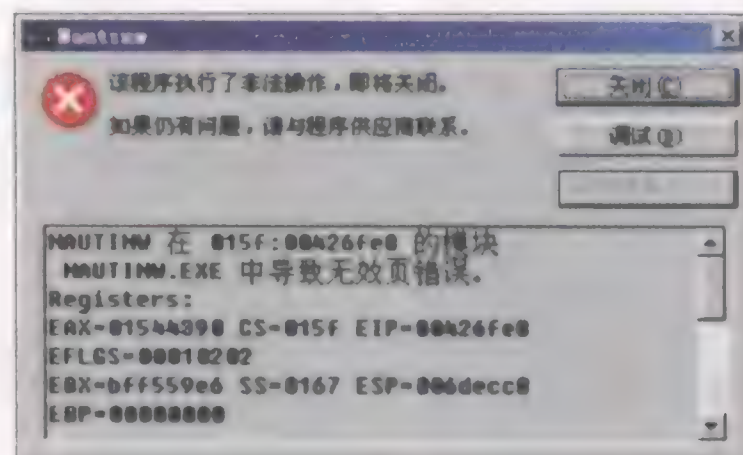 该程序执行了非法操作，即将关闭。
如果仍有问题，请与程序供应商联系。
关闭(C)
调试(D)
NAUTINW 在 015f:00426fe8 的模块
NAUTINW.EXE 中导致无效页错误。
Registers:
EAX=01544390 CS=015f EIP=00426fe8
EFLGS=00010202
EBX=bff559e6 SS=0167 ESP=006decc0
EBP=00000000